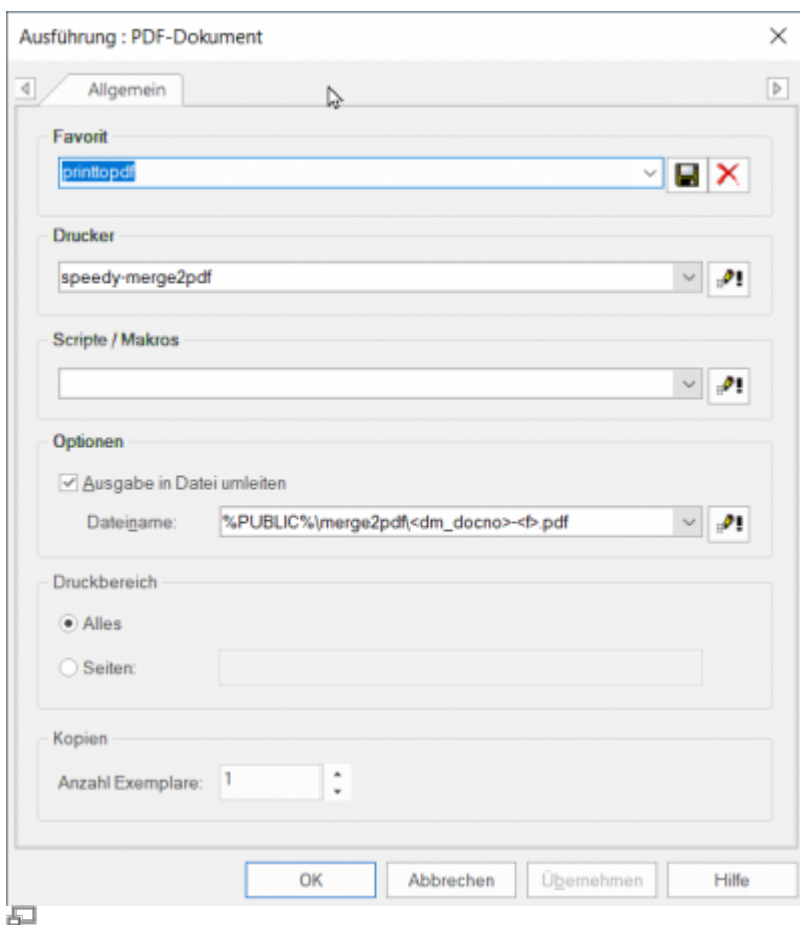 Ausführung : PDF-Dokument
Allgemein
Favorit
printtopdf
Drucker
speedy-merge2pdf
Scripte / Makros
Optionen
Ausgabe in Datei umleiten
Dateiname: %PUBLIC%\merge2pdf\<dm_docno>-<f>.pdf
Druckbereich
Alles
Seiten:
Kopien
Anzahl Exemplare: 1
OK Abbrechen Übernehmen Hilfe